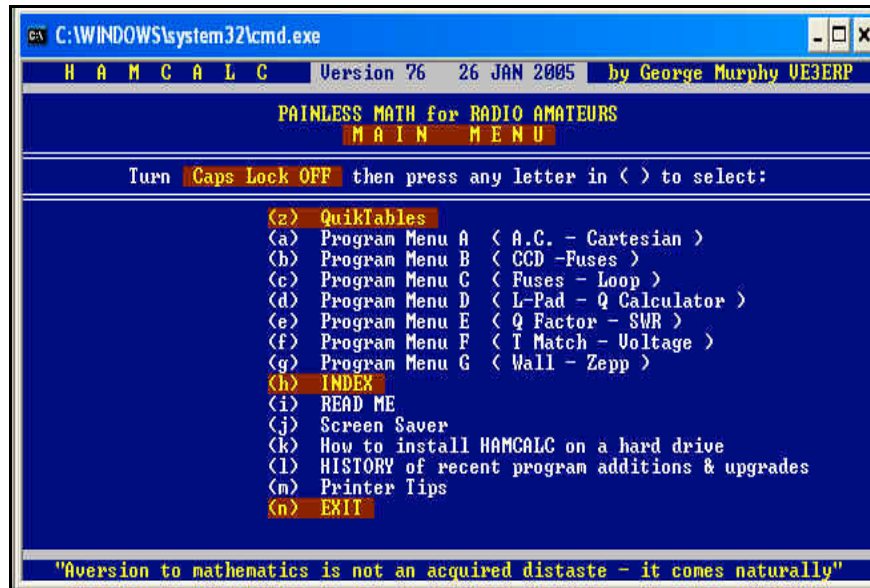 C:\WINDOWS\system32\cmd.exe
H A M C A L C Version 76 26 JAN 2005 by George Murphy VE3ERP
PAINLESS MATH for RADIO AMATEURS
M A I N M E N U
Turn Caps Lock OFF then press any letter in ( ) to select:
(z) QuikTables
(a) Program Menu A ( A.C. - Cartesian )
(b) Program Menu B ( CCD -Fuses )
(c) Program Menu C ( Fuses - Loop )
(d) Program Menu D ( L-Pad - Q Calculator )
(e) Program Menu E ( Q Factor - SWR )
(f) Program Menu F ( T Match - Voltage )
(g) Program Menu G ( Wall - Zepp )
(h) INDEX
(i) READ ME
(j) Screen Saver
(k) How to install HAMCALC on a hard drive
(l) HISTORY of recent program additions & upgrades
(m) Printer Tips
(n) EXIT
"Aversion to mathematics is not an acquired distaste - it comes naturally"